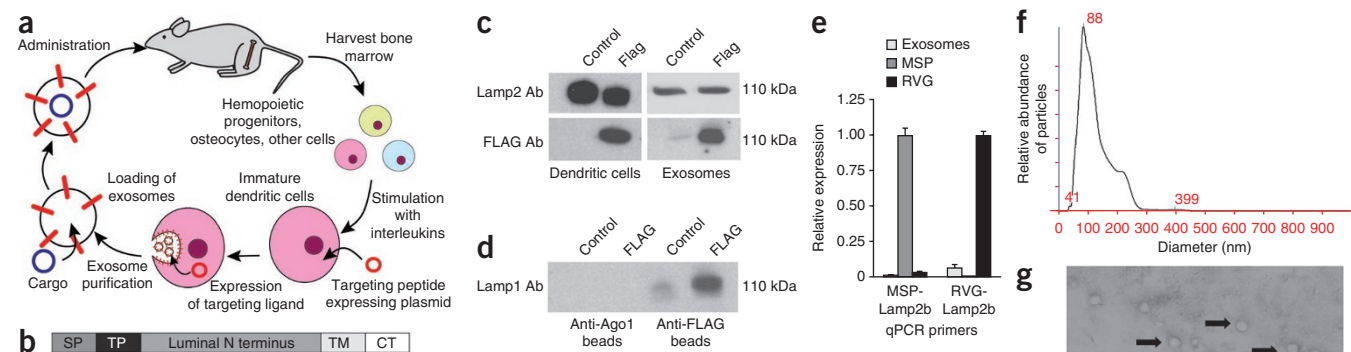 a
Administration
Harvest bone
marrow
Hemopoietic
progenitors,
osteocytes, other cells
Loading of
exosomes
Immature
dendritic cells
Stimulation
with
interleukins
Cargo
Exosome
purification
Expression
of targeting ligand
Targeting peptide
expressing plasmid
b
SP TP Luminal N terminus TM CT
c
Control Flag Control Flag
Lamp2 Ab 110 kDa
FLAG Ab 110 kDa
Dendritic cells Exosomes
d
Control FLAG Control FLAG
Lamp1 Ab 110 kDa
Anti-Ago1
beads
Anti-FLAG
beads
e
Exosomes
MSP
RVG
Relative expression
1.25
1.00
0.75
0.50
0.25
0
MSP-
Lamp2b
RVG-
Lamp2b
qPCR primers
f
Relative abundance
of particles
88
41
399
0 100 200 300 400 500 600 700 800 900
Diameter (nm)
g